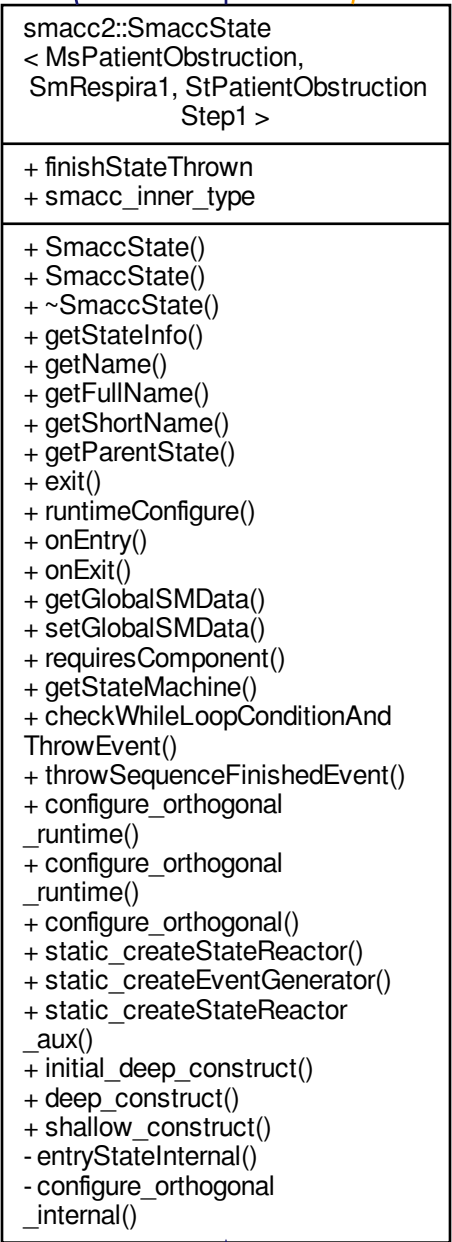 smacc2::SmaccState
< MsPatientObstruction,
SmRespira1, StPatientObstruction
Step1 >
+ finishStateThrown
+ smacc_inner_type
+ SmaccState()
+ SmaccState()
+ ~SmaccState()
+ getStateInfo()
+ getName()
+ getFullName()
+ getShortName()
+ getParentState()
+ exit()
+ runtimeConfigure()
+ onEntry()
+ onExit()
+ getGlobalSMData()
+ setGlobalSMData()
+ requiresComponent()
+ getStateMachine()
+ checkWhileLoopConditionAnd
ThrowEvent()
+ throwSequenceFinishedEvent()
+ configure_orthogonal
_runtime()
+ configure_orthogonal
_runtime()
+ configure_orthogonal()
+ static_createStateReactor()
+ static_createEventGenerator()
+ static_createStateReactor
_aux()
+ initial_deep_construct()
+ deep_construct()
+ shallow_construct()
- entryStateInternal()
- configure_orthogonal
_internal()